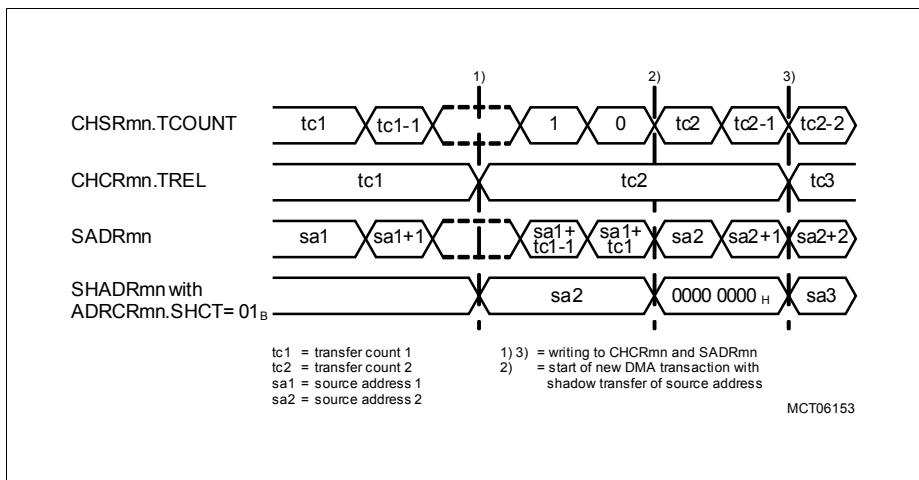 1) 2) 3)
CHSRmn.TCOUNT tc1 tc1-1 1 0 tc2 tc2-1 tc2-2
CHCRmn.TREL tc1 tc2 tc3
SADRmn sa1 sa1+1 sa1+ tc1-1 sa1+ tc1 sa2 sa2+1 sa2+2
SHADRmn with
ADRCRmn.SHCT= 01B sa2 0000 0000 H sa3
tc1 = transfer count 1
tc2 = transfer count 2
sa1 = source address 1
sa2 = source address 2
1) 3) = writing to CHCRmn and SADRmn
2) = start of new DMA transaction with
shadow transfer of source address
MCT06153